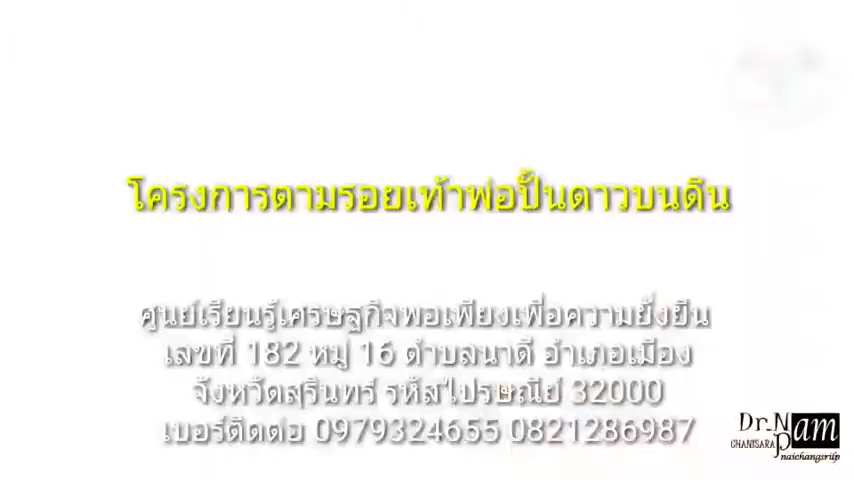 โครงการตามรอยเท้าพ่อปั้นดาวบนดิน
ศูนย์เรียนรู้เศรษฐกิจพอเพียงเพื่อความยั่งยืน
เลขที่ 182 หมู่ 16 ตำบลนาดี อำเภอเมือง
จังหวัดสุรินทร์ รหัสไปรษณีย์ 32000
เบอร์ติดต่อ 0979324655 0821286987
Dr.Nam
CHANISARA
naichangsrilp